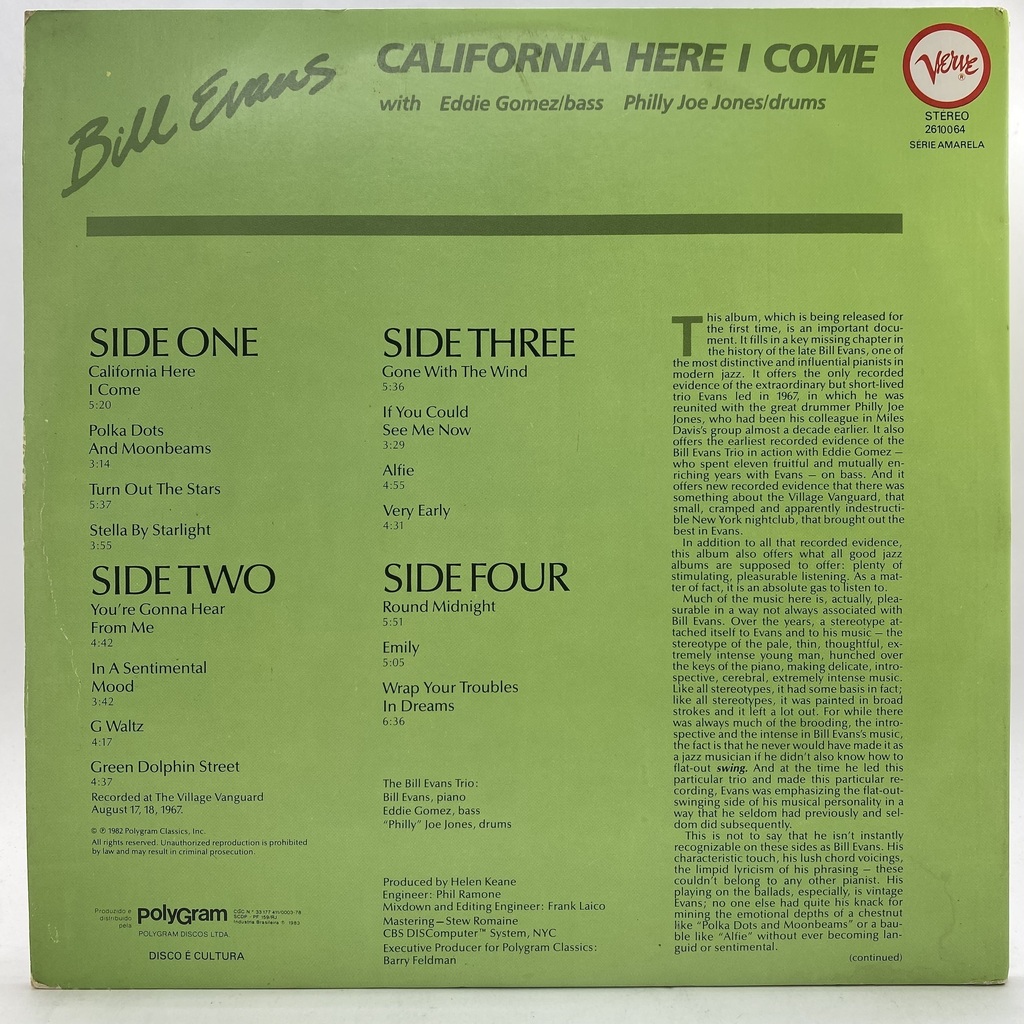 Bill Evans
CALIFORNIA HERE I COME
with Eddie Gomez/bass Philly Joe Jones/drums
Verve
®
STEREO
2610064
SÉRIE AMARELA
SIDE ONE
California Here
I Come
5:20
Polka Dots
And Moonbeams
3:14
Turn Out The Stars
5:37
Stella By Starlight
3:55
SIDE TWO
You're Gonna Hear
From Me
4:42
In A Sentimental
Mood
3:42
G Waltz
4:17
Green Dolphin Street
4:37
Recorded at The Village Vanguard
August 17, 18, 1967.
© ℗ 1982 Polygram Classics, Inc.
All rights reserved. Unauthorized reproduction is prohibited
by law and may result in criminal prosecution.
Produzido e
distribuido
pela
polyGram
POLYGRAM DISCOS LTDA.
Industria Brasileira ℗ 1983
DISCO É CULTURA
SIDE THREE
Gone With The Wind
5:36
If You Could
See Me Now
3:29
Alfie
4:55
Very Early
4:31
SIDE FOUR
Round Midnight
5:51
Emily
5:05
Wrap Your Troubles
In Dreams
6:36
The Bill Evans Trio:
Bill Evans, piano
Eddie Gomez, bass
"Philly" Joe Jones, drums
Produced by Helen Keane
Engineer: Phil Ramone
Mixdown and Editing Engineer: Frank Laico
Mastering—Stew Romaine
CBS DISComputer™ System, NYC
Executive Producer for Polygram Classics:
Barry Feldman
This album, which is being released for
the first time, is an important docu-
ment. It fills in a key missing chapter in
the history of the late Bill Evans, one of
the most distinctive and influential pianists in
modern jazz. It offers the only recorded
evidence of the extraordinary but short-lived
trio Evans led in 1967, in which he was
reunited with the great drummer Philly Joe
Jones, who had been his colleague in Miles
Davis's group almost a decade earlier. It also
offers the earliest recorded evidence of the
Bill Evans Trio in action with Eddie Gomez —
who spent eleven fruitful and mutually en-
riching years with Evans — on bass. And it
offers new recorded evidence that there was
something about the Village Vanguard, that
small, cramped and apparently indestructi-
ble New York nightclub, that brought out the
best in Evans.
In addition to all that recorded evidence,
this album also offers what all good jazz
albums are supposed to offer: plenty of
stimulating, pleasurable listening. As a mat-
ter of fact, it is an absolute gas to listen to.
Much of the music here is, actually, plea-
surable in a way not always associated with
Bill Evans. Over the years, a stereotype at-
tached itself to Evans and to his music — the
stereotype of the pale, thin, thoughtful, ex-
tremely intense young man, hunched over
the keys of the piano, making delicate, intro-
spective, cerebral, extremely intense music.
Like all stereotypes, it had some basis in fact;
like all stereotypes, it was painted in broad
strokes and it left a lot out. For while there
was always much of the brooding, the intro-
spective and the intense in Bill Evans's music,
the fact is that he never would have made it as
a jazz musician if he didn't also know how to
flat-out swing. And at the time he led this
particular trio and made this particular re-
cording, Evans was emphasizing the flat-out-
swinging side of his musical personality in a
way that he seldom had previously and sel-
dom did subsequently.
This is not to say that he isn't instantly
recognizable on these sides as Bill Evans. His
characteristic touch, his lush chord voicings,
the limpid lyricism of his phrasing — these
couldn't belong to any other pianist. His
playing on the ballads, especially, is vintage
Evans; no one else had quite his knack for
mining the emotional depths of a chestnut
like "Polka Dots and Moonbeams" or a bau-
ble like "Alfie" without ever becoming lan-
guid or sentimental.
(continued)